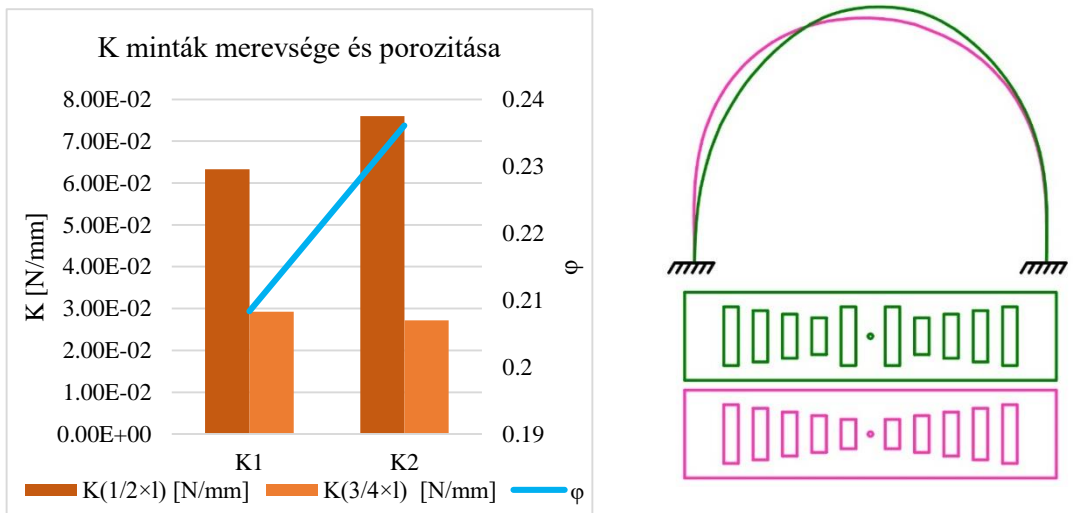 K minták merevsége és porozitása
8.00E-02
7.00E-02
6.00E-02
5.00E-02
4.00E-02
3.00E-02
2.00E-02
1.00E-02
0.00E+00
K [N/mm]
0.24
0.23
0.22
0.21
0.2
0.19
φ
K1 K2
K(1/2×l) [N/mm] K(3/4×l) [N/mm] φ